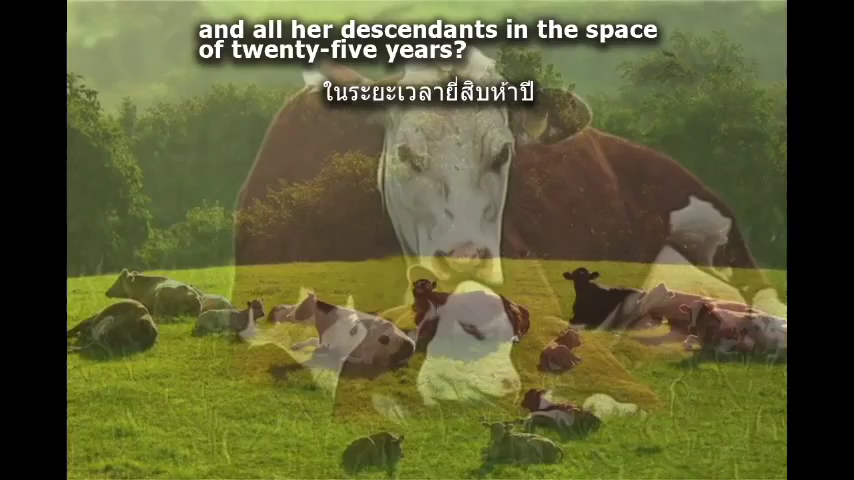 and all her descendants in the space
of twenty-five years?
ในระยะเวลายี่สิบห้าปี